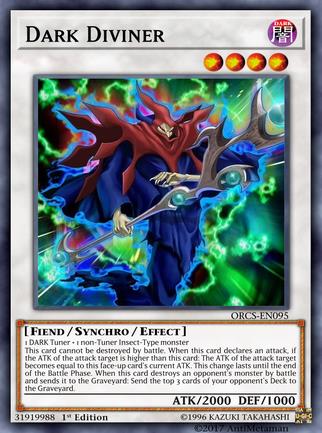 Dark Diviner
DARK
闇
ORCS-EN095
[Fiend / Synchro / Effect]
1 DARK Tuner + 1 non-Tuner Insect-Type monster
This card cannot be destroyed by battle. When this card declares an attack, if
the ATK of the attack target is higher than this card: The ATK of the attack target
becomes equal to this face-up card's current ATK. This change lasts until the end
of the Battle Phase. When this card destroys an opponent's monster by battle
and sends it to the Graveyard: Send the top 3 cards of your opponent's Deck to
the Graveyard.
ATK/2000 DEF/1000
31919988 1st Edition ©1996 KAZUKI TAKAHASHI
©2017 AntiMetaman